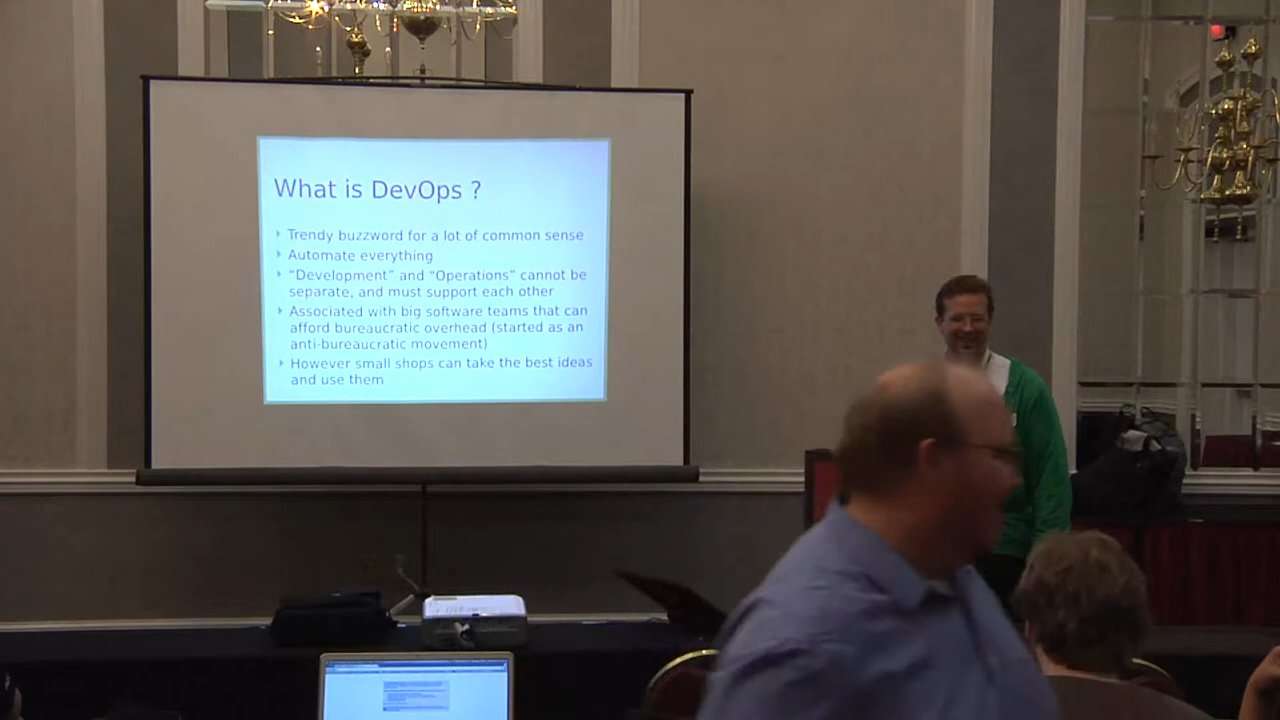 What is DevOps ?
Trendy buzzword for a lot of common sense
Automate everything
“Development” and “Operations” cannot be
separate, and must support each other
Associated with big software teams that can
afford bureaucratic overhead (started as an
anti-bureaucratic movement)
However small shops can take the best ideas
and use them